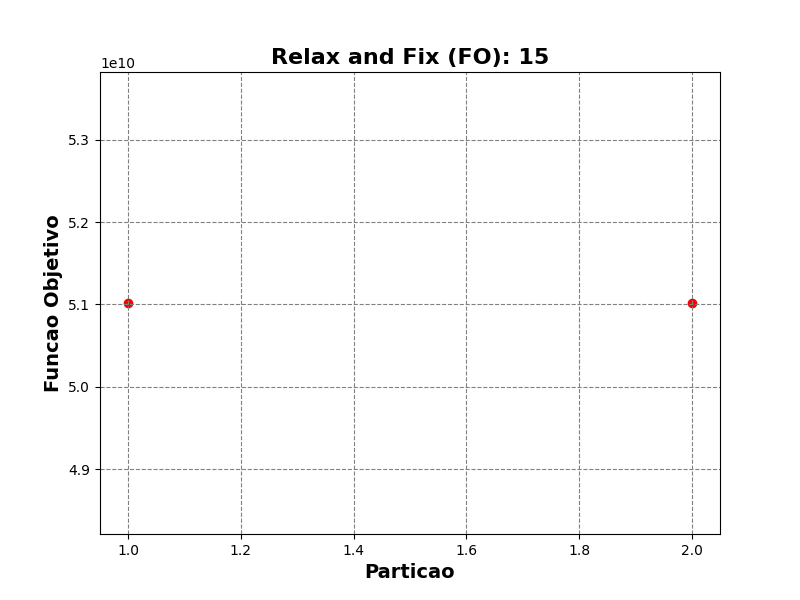 Relax and Fix (FO): 15
1e10
5.3
5.2
5.1
5.0
4.9
Funcao Objetivo
1.0 1.2 1.4 1.6 1.8 2.0
Particao